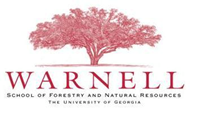 WARNELL
SCHOOL OF FORESTRY AND NATURAL RESOURCES
THE UNIVERSITY OF GEORGIA